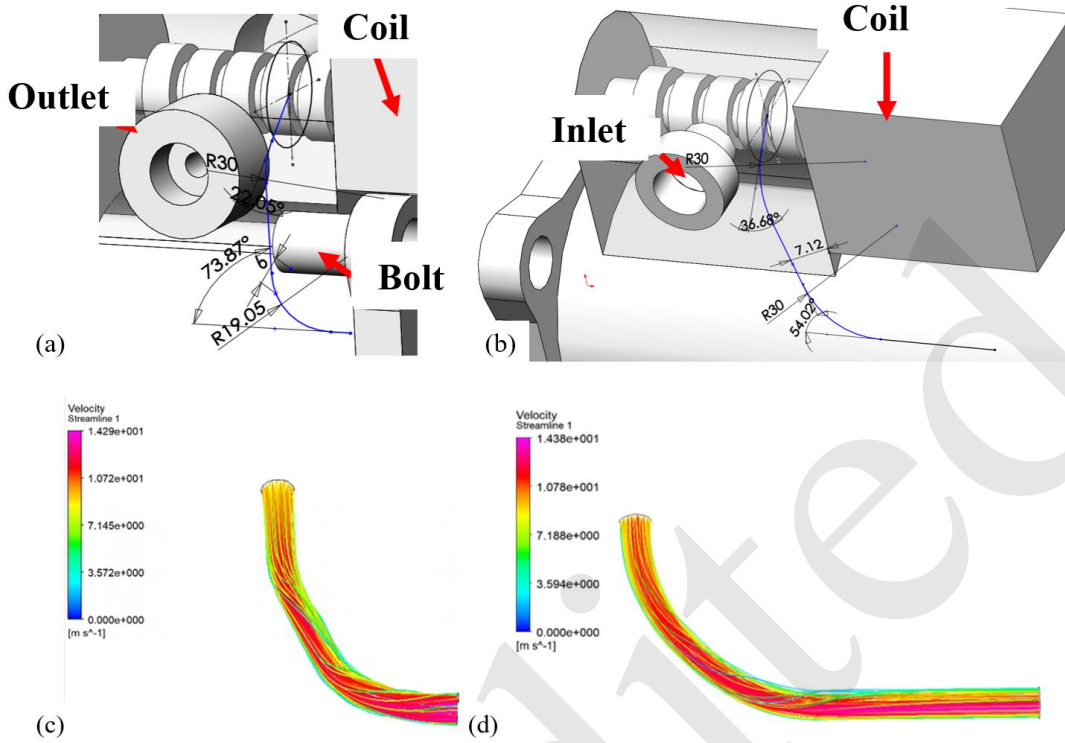 Coil
Outlet
R30
22.05°
73.87°
6
Bolt
R19.05
(a)
Coil
Inlet
R30
36.68°
7.12
R30
54.02°
(b)
Velocity
Streamline 1
1.429e+001
1.072e+001
7.145e+000
3.572e+000
0.000e+000
[m s^-1]
(c)
Velocity
Streamline 1
1.438e+001
1.078e+001
7.188e+000
3.594e+000
0.000e+000
[m s^-1]
(d)
dited